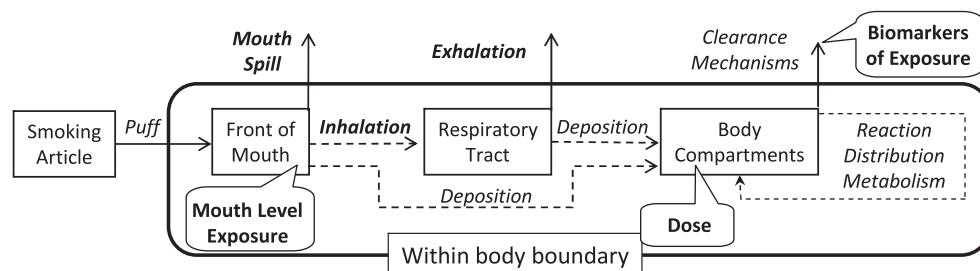 Mouth
Spill
Exhalation
Clearance
Mechanisms
Biomarkers
of Exposure
Smoking
Article
Puff
Front of
Mouth
Inhalation
Respiratory
Tract
Deposition
Body
Compartments
Reaction
Distribution
Metabolism
Deposition
Mouth Level
Exposure
Dose
Within body boundary